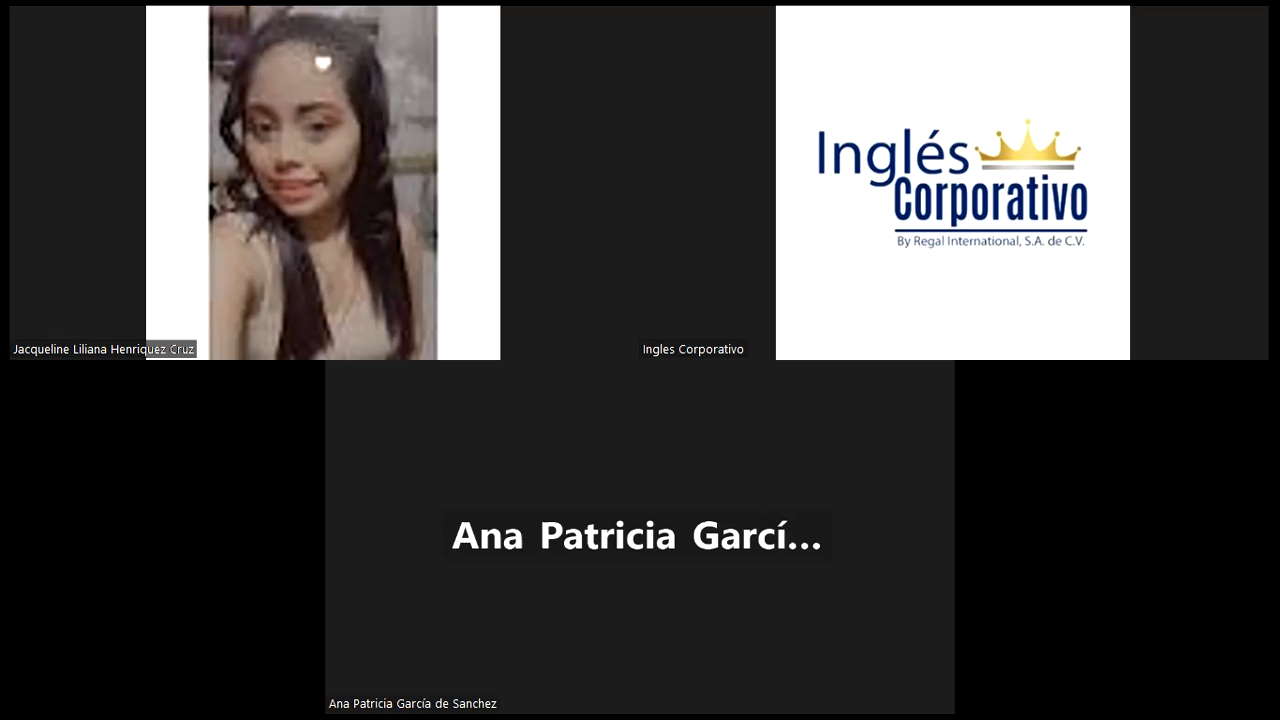 Inglés
Corporativo
By Regal International, S.A. de C.V.
Jacqueline Liliana Henriquez Cruz
Ingles Corporativo
Ana Patricia Garcí...
Ana Patricia García de Sanchez